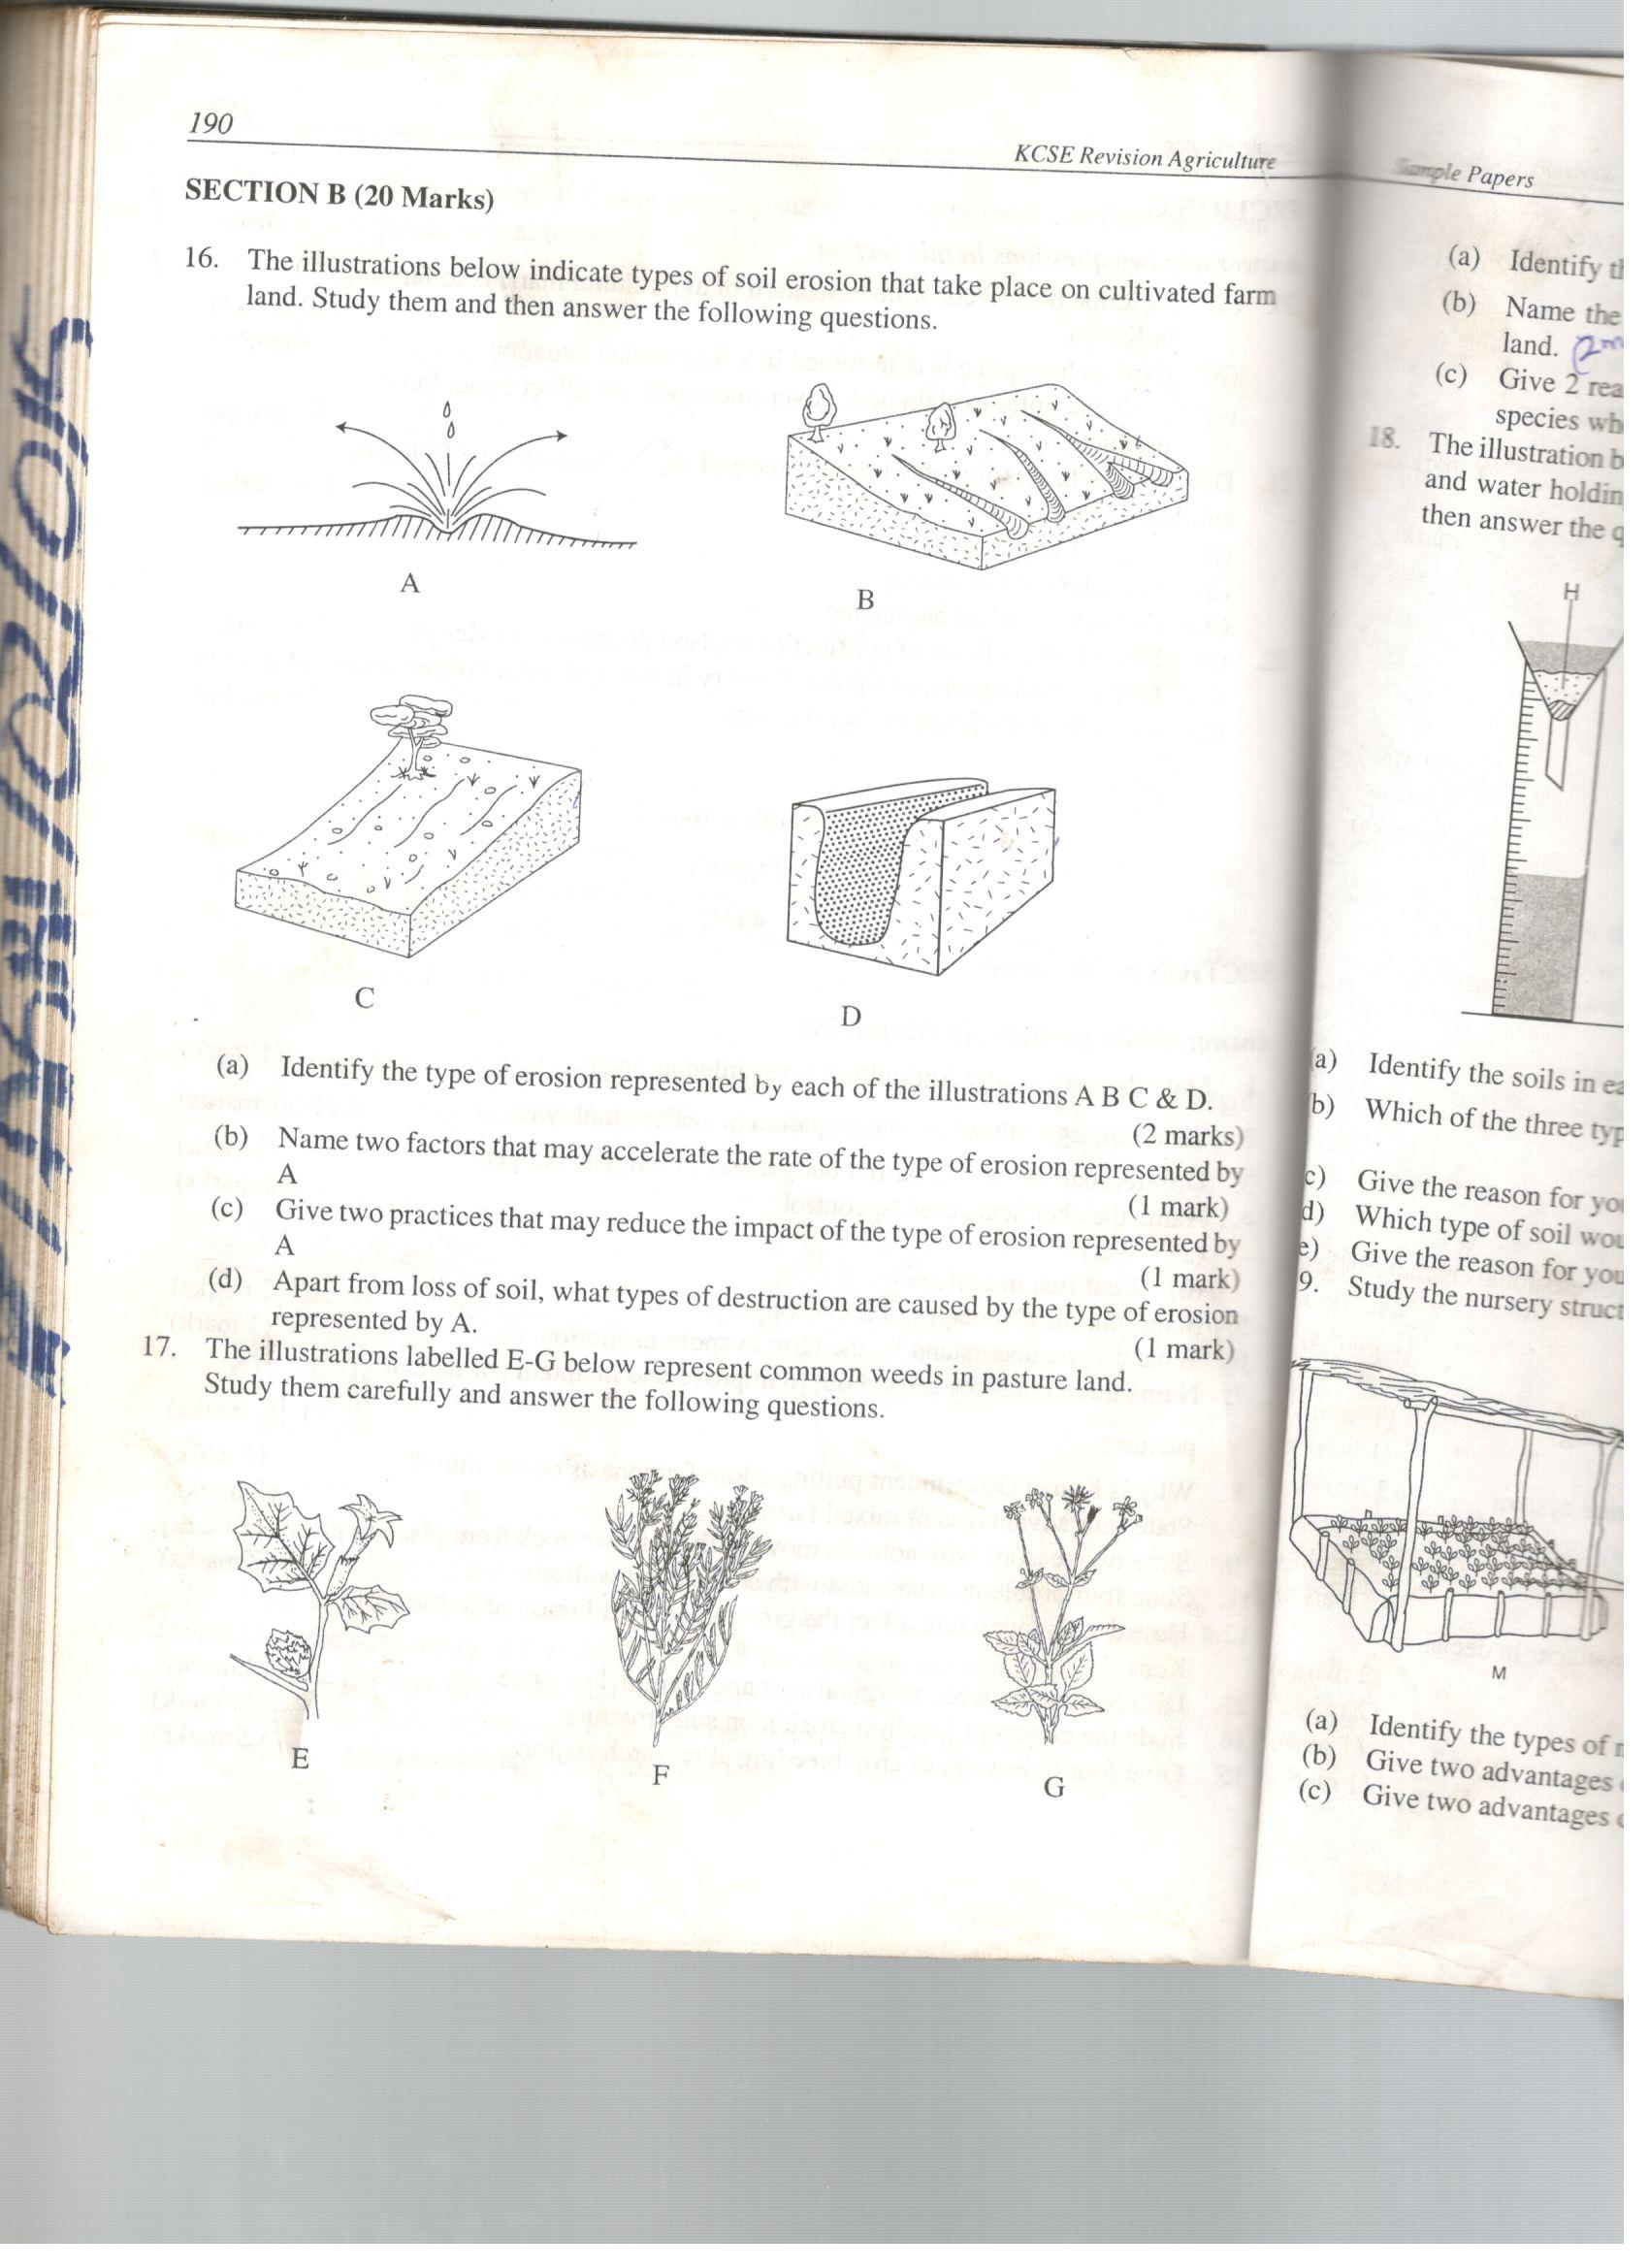 190
KCSE Revision Agriculture
SECTION B (20 Marks)
16. The illustrations below indicate types of soil erosion that take place on cultivated farm
land. Study them and then answer the following questions.
A
B
C
D
(a) Identify the type of erosion represented by each of the illustrations A B C & D.
(2 marks)
(b) Name two factors that may accelerate the rate of the type of erosion represented by
A
(1 mark)
(c) Give two practices that may reduce the impact of the type of erosion represented by
A
(1 mark)
(d) Apart from loss of soil, what types of destruction are caused by the type of erosion
represented by A.
(1 mark)
17. The illustrations labelled E-G below represent common weeds in pasture land.
Study them carefully and answer the following questions.
E
F
G
Sample Papers
(a) Identify
(b) Name the
land.
(c) Give 2
species
18. The illustration
and water
then answer the
H
a) Identify the soils in
b) Which of the three
c) Give the reason for
d) Which type of soil
e) Give the reason for
9. Study the nursery
M
(a) Identify the types of
(b) Give two advantages
(c) Give two advantages